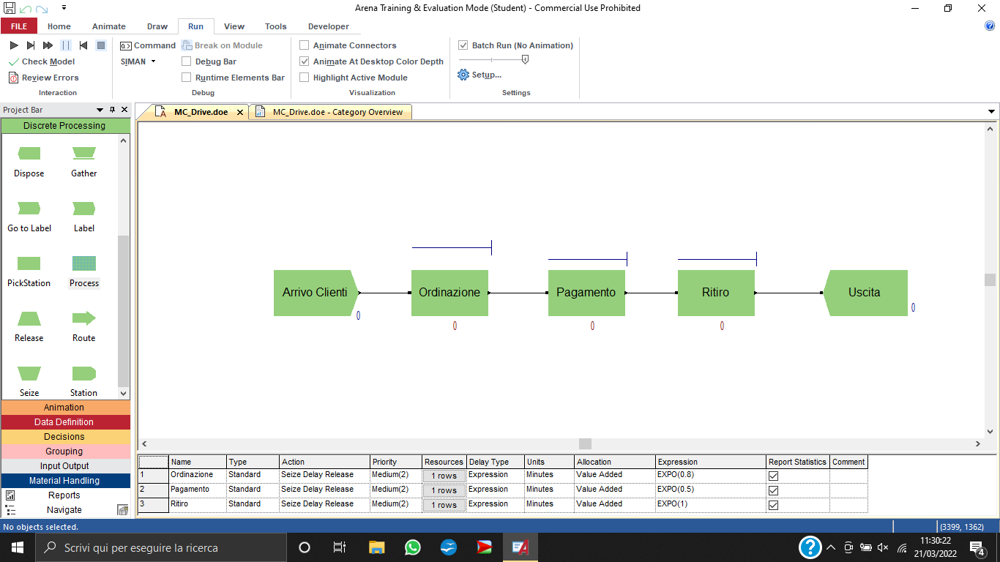 Arena Training & Evaluation Mode (Student) - Commercial Use Prohibited
FILE Home Animate Draw Run View Tools Developer
Command Break on Module Animate Connectors Batch Run (No Animation)
Check Model SIMAN Debug Bar Animate At Desktop Color Depth
Review Errors Runtime Elements Bar Highlight Active Module Setup...
Interaction Debug Visualization Settings
Project Bar MC_Drive.doe MC_Drive.doe - Category Overview
Discrete Processing
Dispose Gather
Go to Label Label
PickStation Process
Release Route
Seize Station
Animation
Data Definition
Decisions
Grouping
Input Output
Material Handling
Reports
Navigate
Arrivo Clienti Ordinazione Pagamento Ritiro Uscita
0 0 0 0 0
Name Type Action Priority Resources Delay Type Units Allocation Expression Report Statistics Comment
1 Ordinazione Standard Seize Delay Release Medium(2) 1 rows Expression Minutes Value Added EXPO(0.8)
2 Pagamento Standard Seize Delay Release Medium(2) 1 rows Expression Minutes Value Added EXPO(0.5)
3 Ritiro Standard Seize Delay Release Medium(2) 1 rows Expression Minutes Value Added EXPO(1)
No objects selected. (3399, 1362)
Scrivi qui per eseguire la ricerca
11:30:22
21/03/2022
4